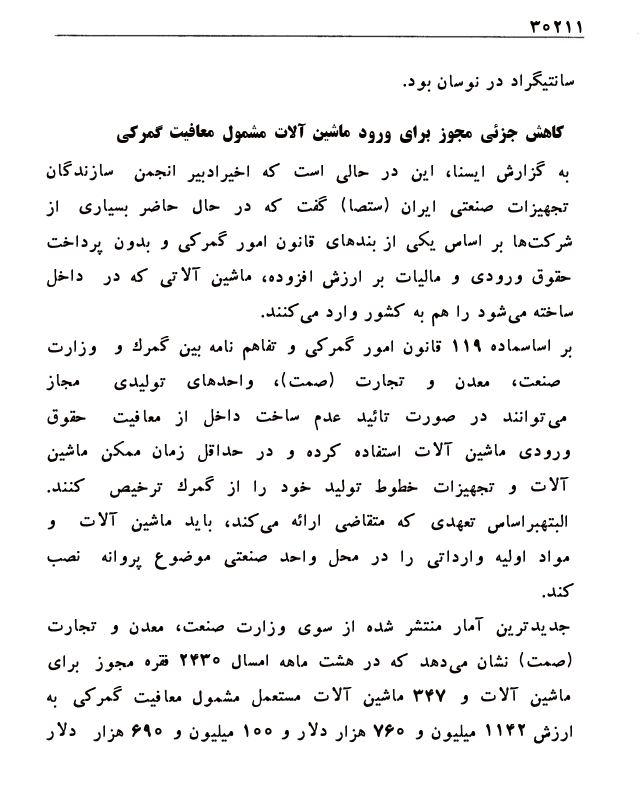 ۳۰۲۱۱
سانتیگراد در نوسان بود.
کاهش جزئی مجوز برای ورود ماشین آلات مشمول معافیت گمرکی
به گزارش ایسنا، این در حالی است که اخیرادبیر انجمن سازندگان
تجهیزات صنعتی ایران (ستصا) گفت که در حال حاضر بسیاری از
شرکت‌ها بر اساس یکی از بندهای قانون امور گمرکی و بدون پرداخت
حقوق ورودی و مالیات بر ارزش افزوده، ماشین آلاتی که در داخل
ساخته می‌شود را هم به کشور وارد می‌کنند.
بر اساسماده ۱۱۹ قانون امور گمرکی و تفاهم نامه بین گمرك و وزارت
صنعت، معدن و تجارت (صمت)، واحدهای تولیدی مجاز
می‌توانند در صورت تائید عدم ساخت داخل از معافیت حقوق
ورودی ماشین آلات استفاده کرده و در حداقل زمان ممکن ماشین
آلات و تجهیزات خطوط تولید خود را از گمرك ترخیص کنند.
البتهبراساس تعهدی که متقاضی ارائه می‌کند، باید ماشین آلات و
مواد اولیه وارداتی را در محل واحد صنعتی موضوع پروانه نصب
کند.
جدیدترین آمار منتشر شده از سوی وزارت صنعت، معدن و تجارت
(صمت) نشان می‌دهد که در هشت ماهه امسال ۲۴۳۰ فقره مجوز برای
ماشین آلات و ۳۴۷ ماشین آلات مستعمل مشمول معافیت گمرکی به
ارزش ۱۱۴۲ میلیون و ۷۶۰ هزار دلار و ۱۰۰ میلیون و ۶۹۰ هزار دلار